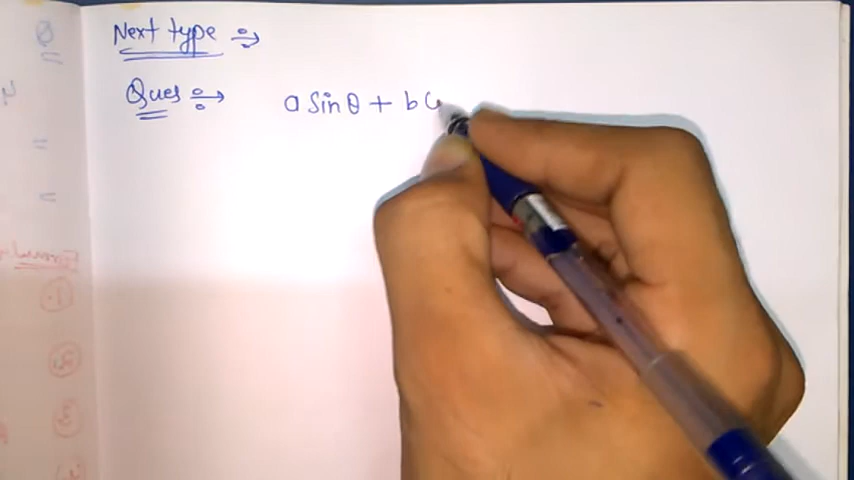 Next type ÷>
Ques ÷> a Sin θ + b C